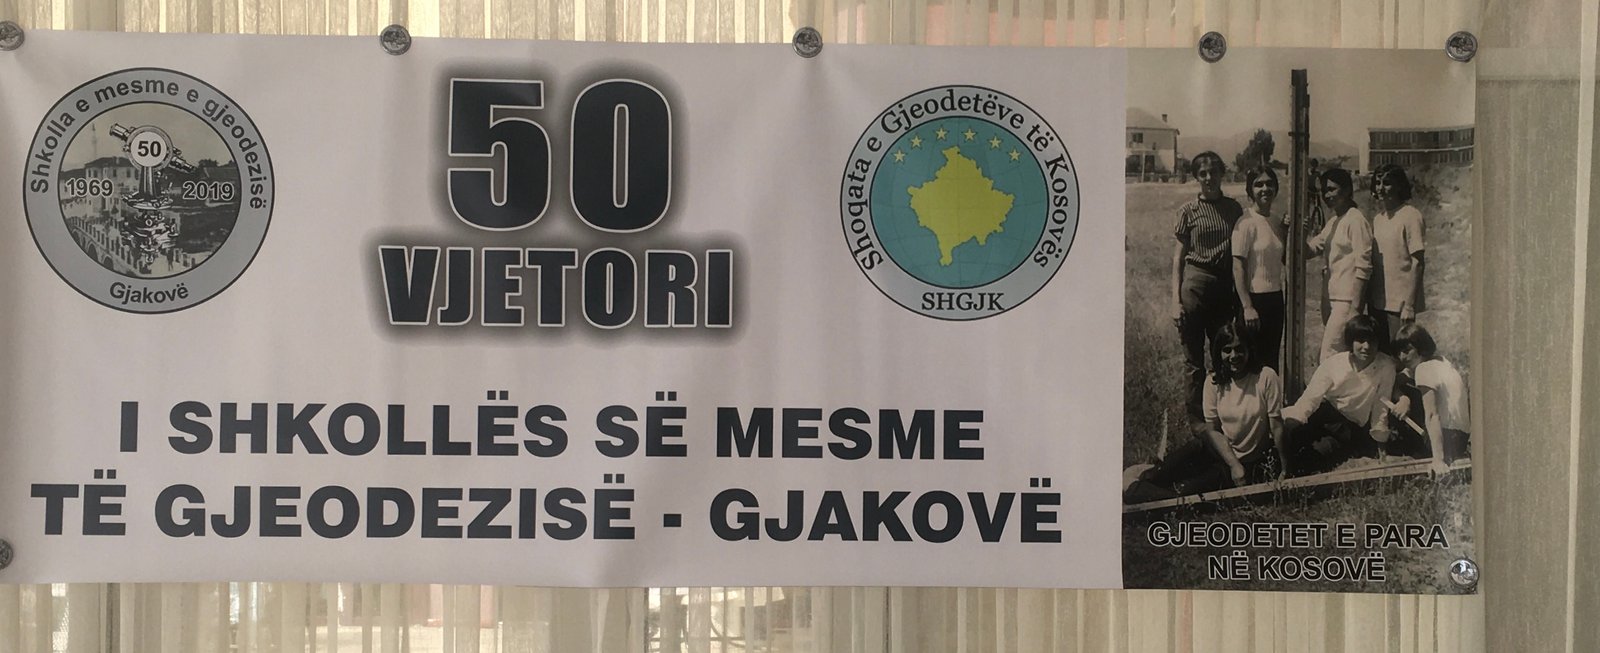 Shkolla e mesme e gjeodezisë
50
1969 2019
Gjakovë
50
VJETORI
Shoqata e Gjeodetëve të Kosovës
SHGJK
I SHKOLLËS SË MESME
TË GJEODEZISË - GJAKOVË
GJEODETET E PARA
NË KOSOVË